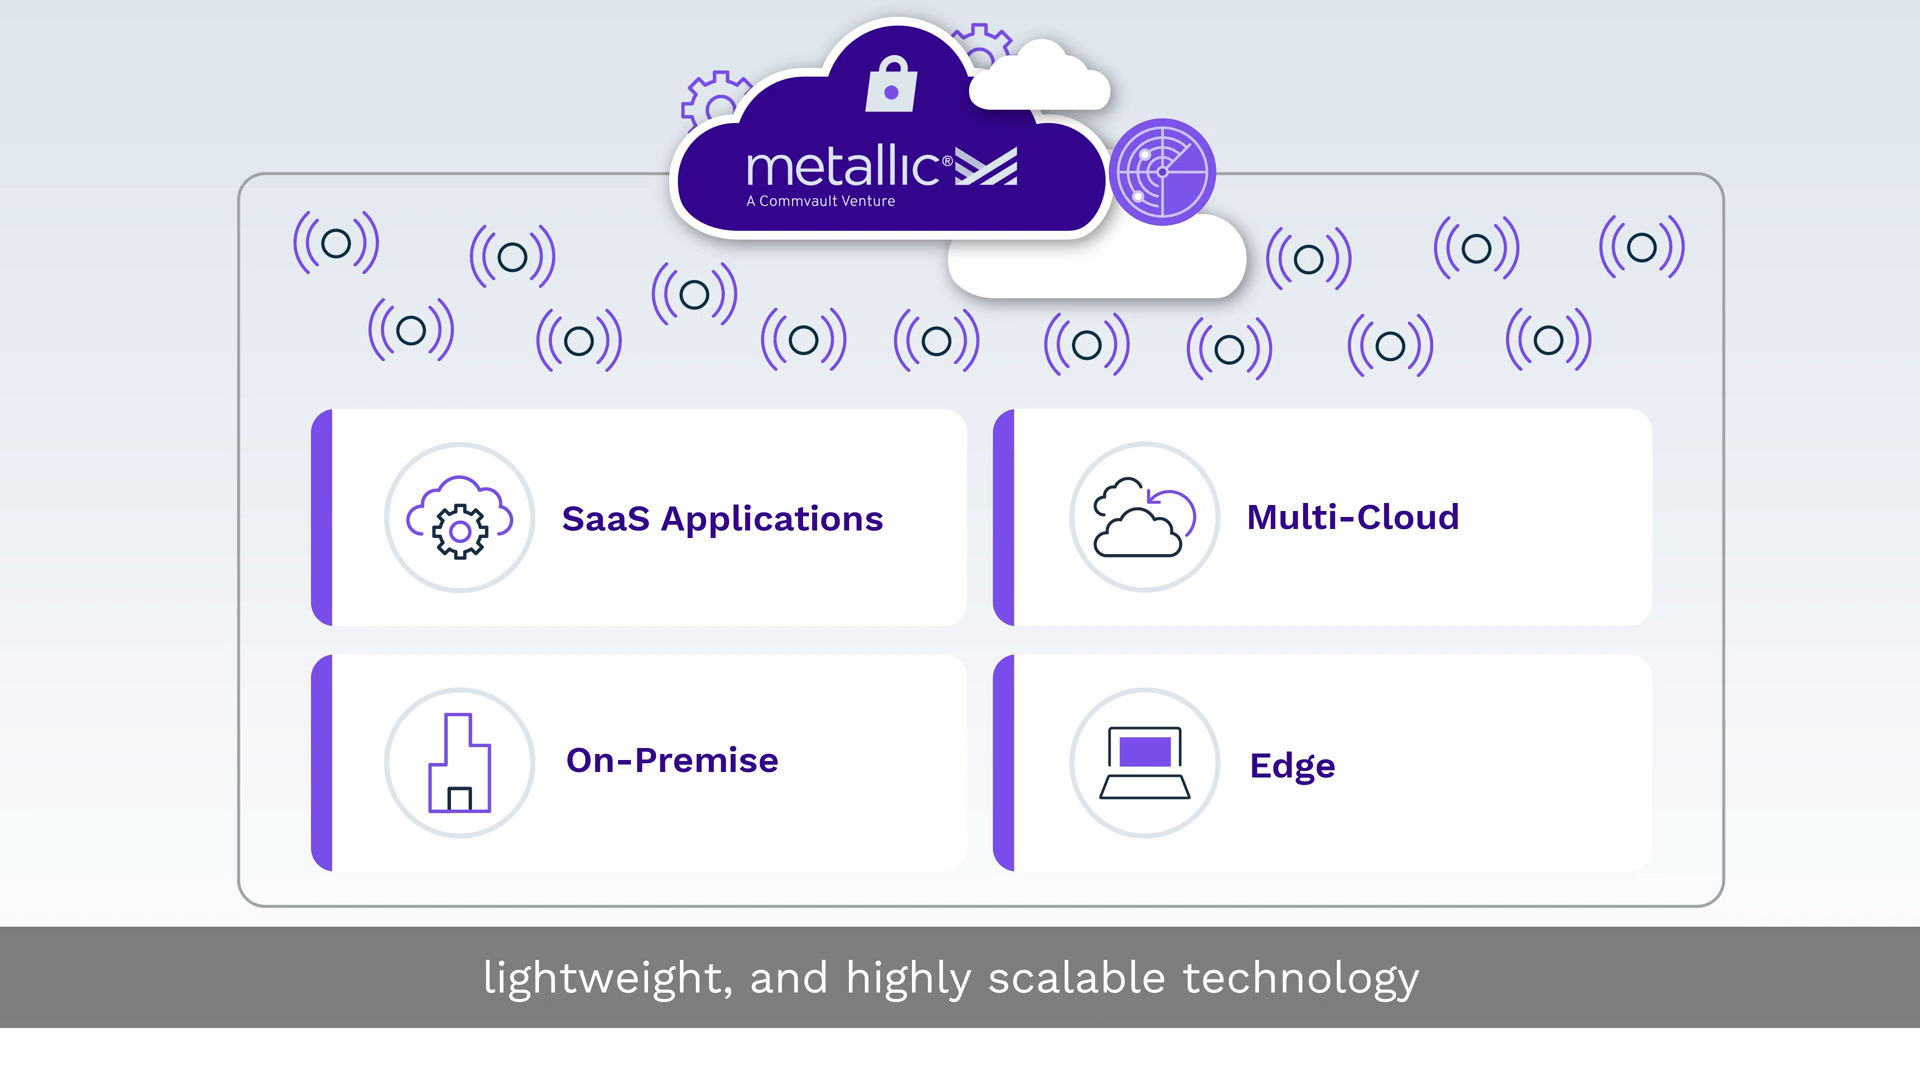 metallic®
A Commvault Venture
SaaS Applications
Multi-Cloud
On-Premise
Edge
lightweight, and highly scalable technology